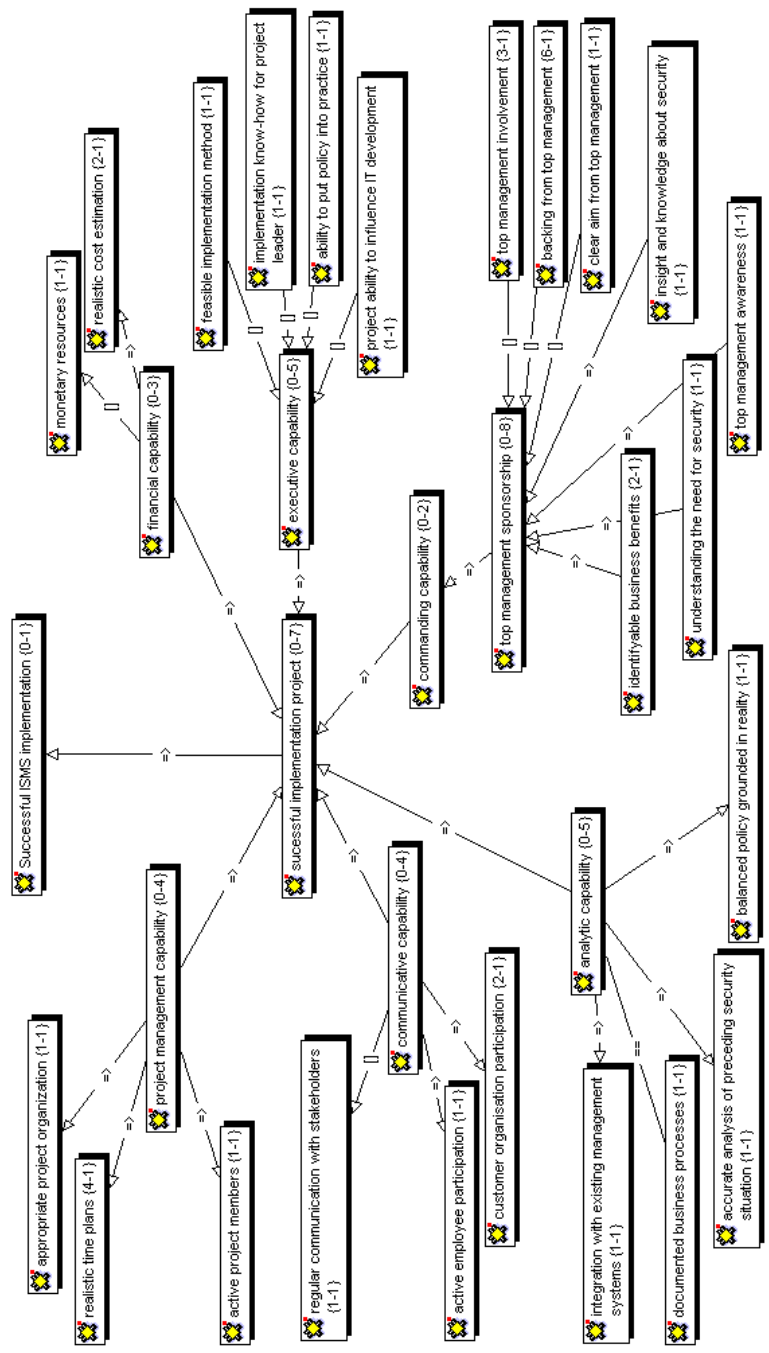 Successful ISMS implementation {0-1}
appropriate project organization {1-1}
realistic time plans {4-1}
project management capability {0-4}
active project members {1-1}
monetary resources {1-1}
realistic cost estimation {2-1}
financial capability {0-3}
=>
=>
=>
=>
=>
=>
[]
=>
feasible implementation method {1-1}
implementation know-how for project
leader {1-1}
ability to put policy into practice {1-1}
project ability to influence IT development
{1-1}
executive capability {0-5}
[]
[]
[]
[]
=>
sucessful implementation project {0-7}
regular communication with stakeholders
{1-1}
communicative capability {0-4}
active employee participation {1-1}
customer organisation participation {2-1}
[]
=>
=>
=>
commanding capability {0-2}
=>
=>
top management sponsorship {0-8}
top management involvement {3-1}
backing from top management {6-1}
clear aim from top management {1-1}
insight and knowledge about security
{1-1}
top management awareness {1-1}
understanding the need for security {1-1}
identifyable business benefits {2-1}
[]
[]
[]
=>
=>
=>
=>
analytic capability {0-5}
=>
integration with existing management
systems {1-1}
documented business processes {1-1}
accurate analysis of preceding security
situation {1-1}
balanced policy grounded in reality {1-1}
=>
==
=>
=>